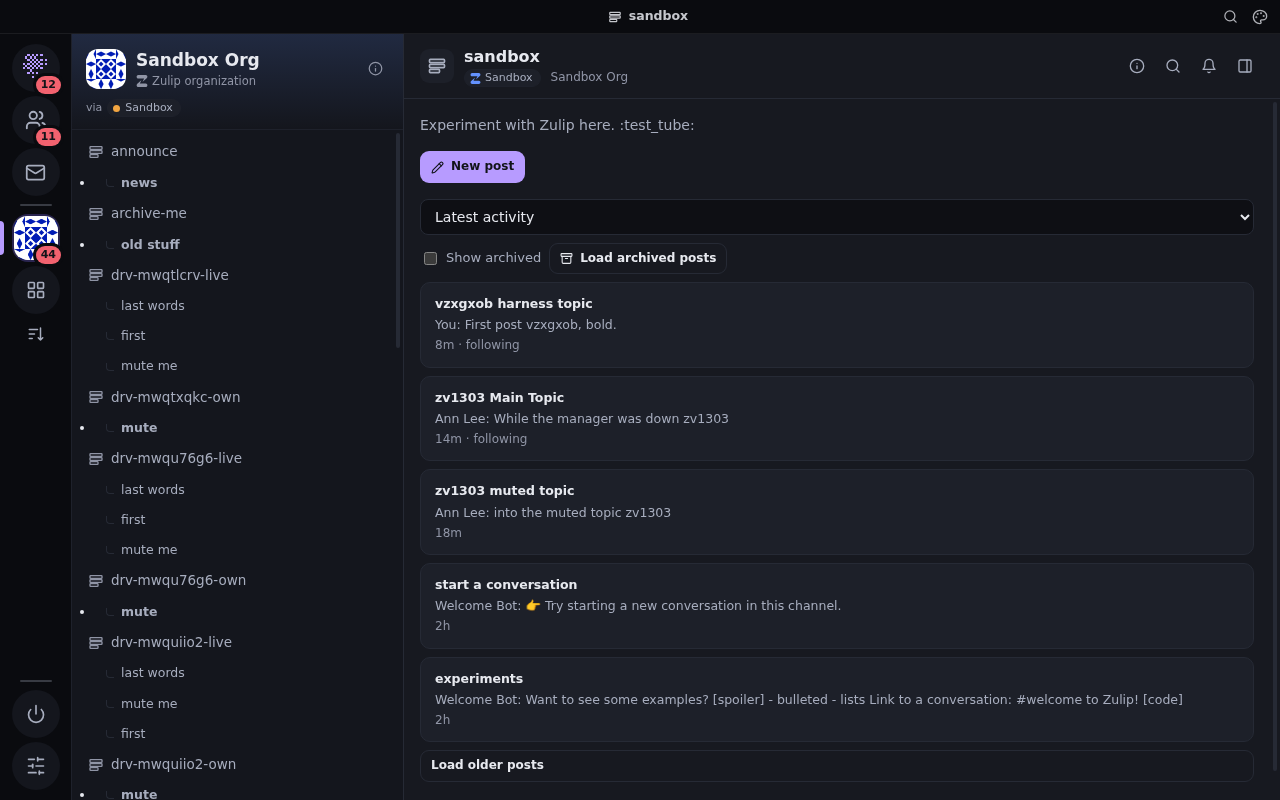 sandbox
12
11
44
Sandbox Org
Zulip organization
via Sandbox
announce
news
archive-me
old stuff
drv-mwqtlcrv-live
last words
first
mute me
drv-mwqtxqkc-own
mute
drv-mwqu76g6-live
last words
first
mute me
drv-mwqu76g6-own
mute
drv-mwquiio2-live
last words
mute me
first
drv-mwquiio2-own
mute
sandbox
Sandbox Sandbox Org
Experiment with Zulip here. :test_tube:
New post
Latest activity
Show archived Load archived posts
vzxgxob harness topic
You: First post vzxgxob, bold.
8m · following
zv1303 Main Topic
Ann Lee: While the manager was down zv1303
14m · following
zv1303 muted topic
Ann Lee: into the muted topic zv1303
18m
start a conversation
Welcome Bot: 👉 Try starting a new conversation in this channel.
2h
experiments
Welcome Bot: Want to see some examples? [spoiler] - bulleted - lists Link to a conversation: #welcome to Zulip! [code]
2h
Load older posts